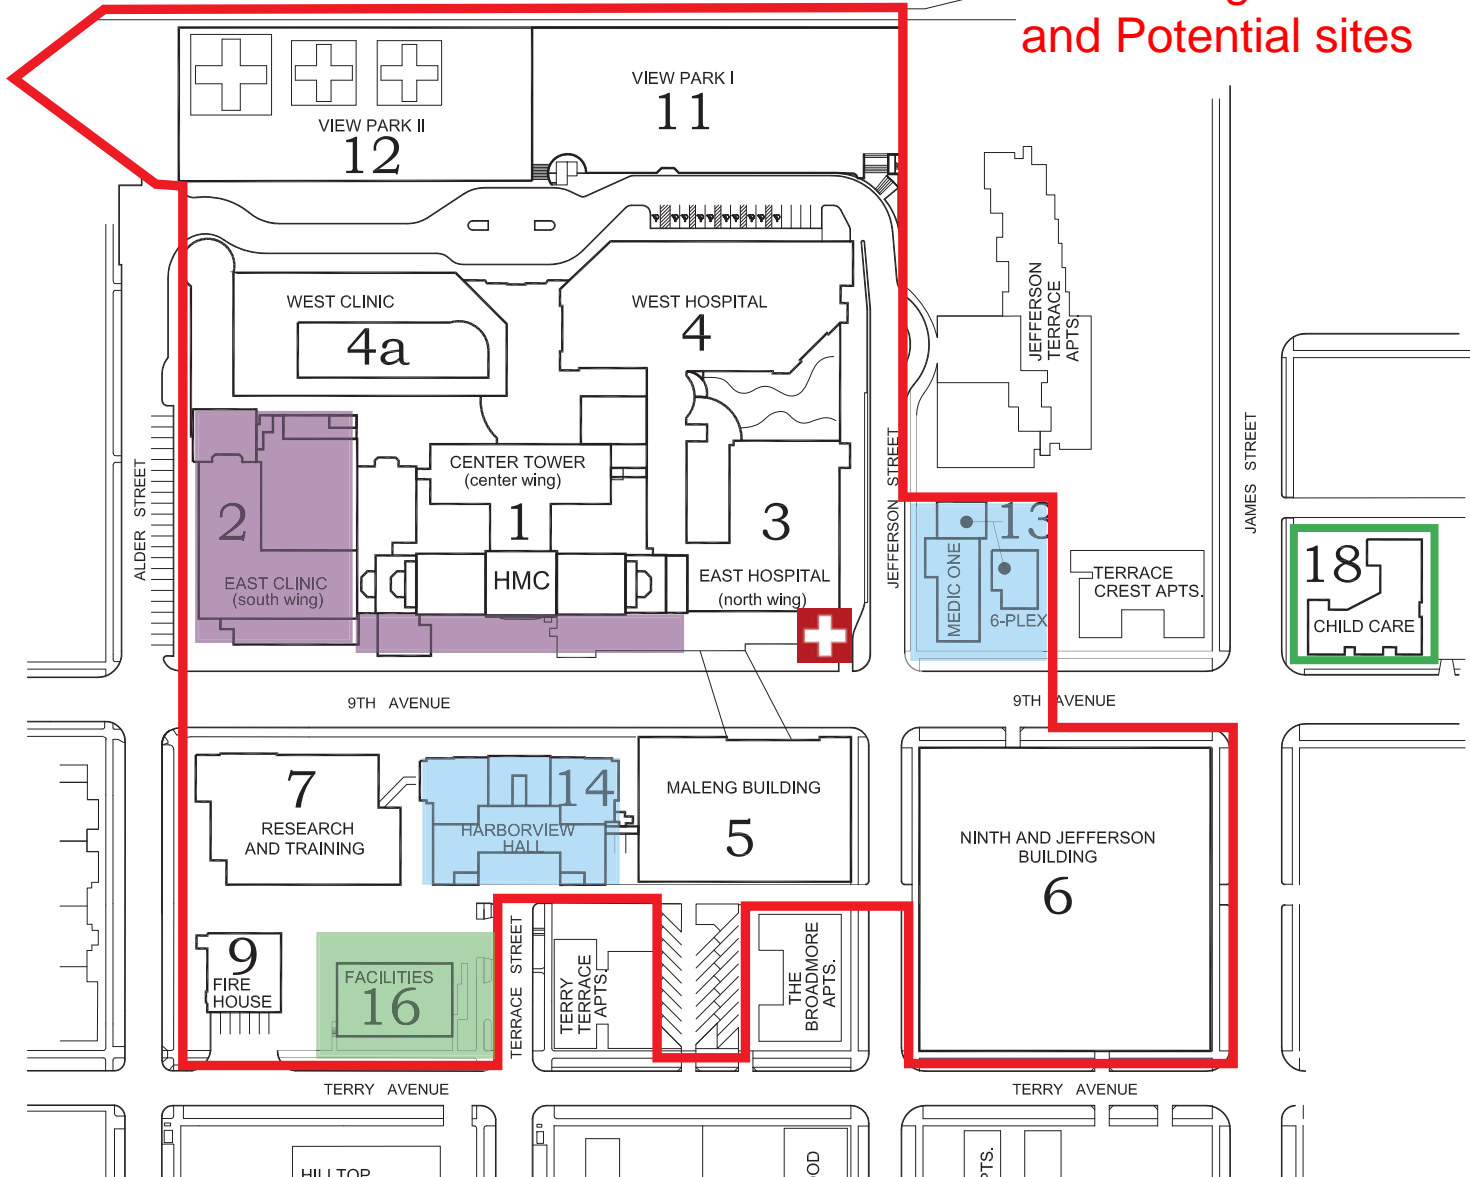 and Potential sites
VIEW PARK I
11
VIEW PARK II
12
WEST CLINIC
4a
WEST HOSPITAL
4
JEFFERSON
TERRACE
APTS.
ALDER STREET
JEFFERSON STREET
JAMES STREET
CENTER TOWER
(center wing)
1
HMC
2
EAST CLINIC
(south wing)
3
EAST HOSPITAL
(north wing)
13
MEDIC ONE
6-PLEX
TERRACE
CREST APTS.
18
CHILD CARE
9TH AVENUE
9TH AVENUE
7
RESEARCH
AND TRAINING
14
HARBORVIEW
HALL
MALENG BUILDING
5
NINTH AND JEFFERSON
BUILDING
6
9
FIRE
HOUSE
FACILITIES
16
TERRACE STREET
TERRY
TERRACE
APTS.
THE
BROADMORE
APTS.
TERRY AVENUE
TERRY AVENUE
HILLTOP